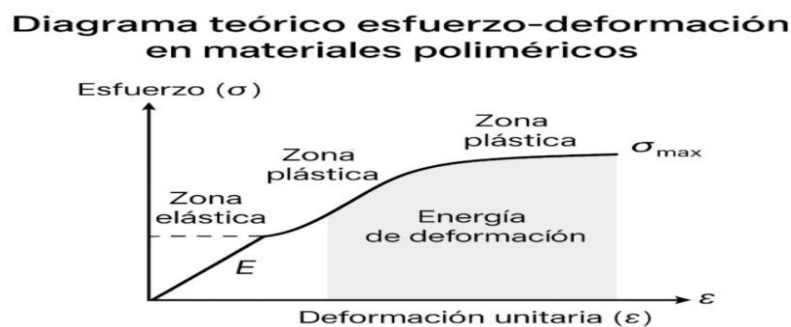 Diagrama teórico esfuerzo-deformación
en materiales poliméricos
Esfuerzo (σ)
Zona
plástica
σmax
Zona
plástica
Zona
elástica
Energía
de deformación
E
ε
Deformación unitaria (ε)